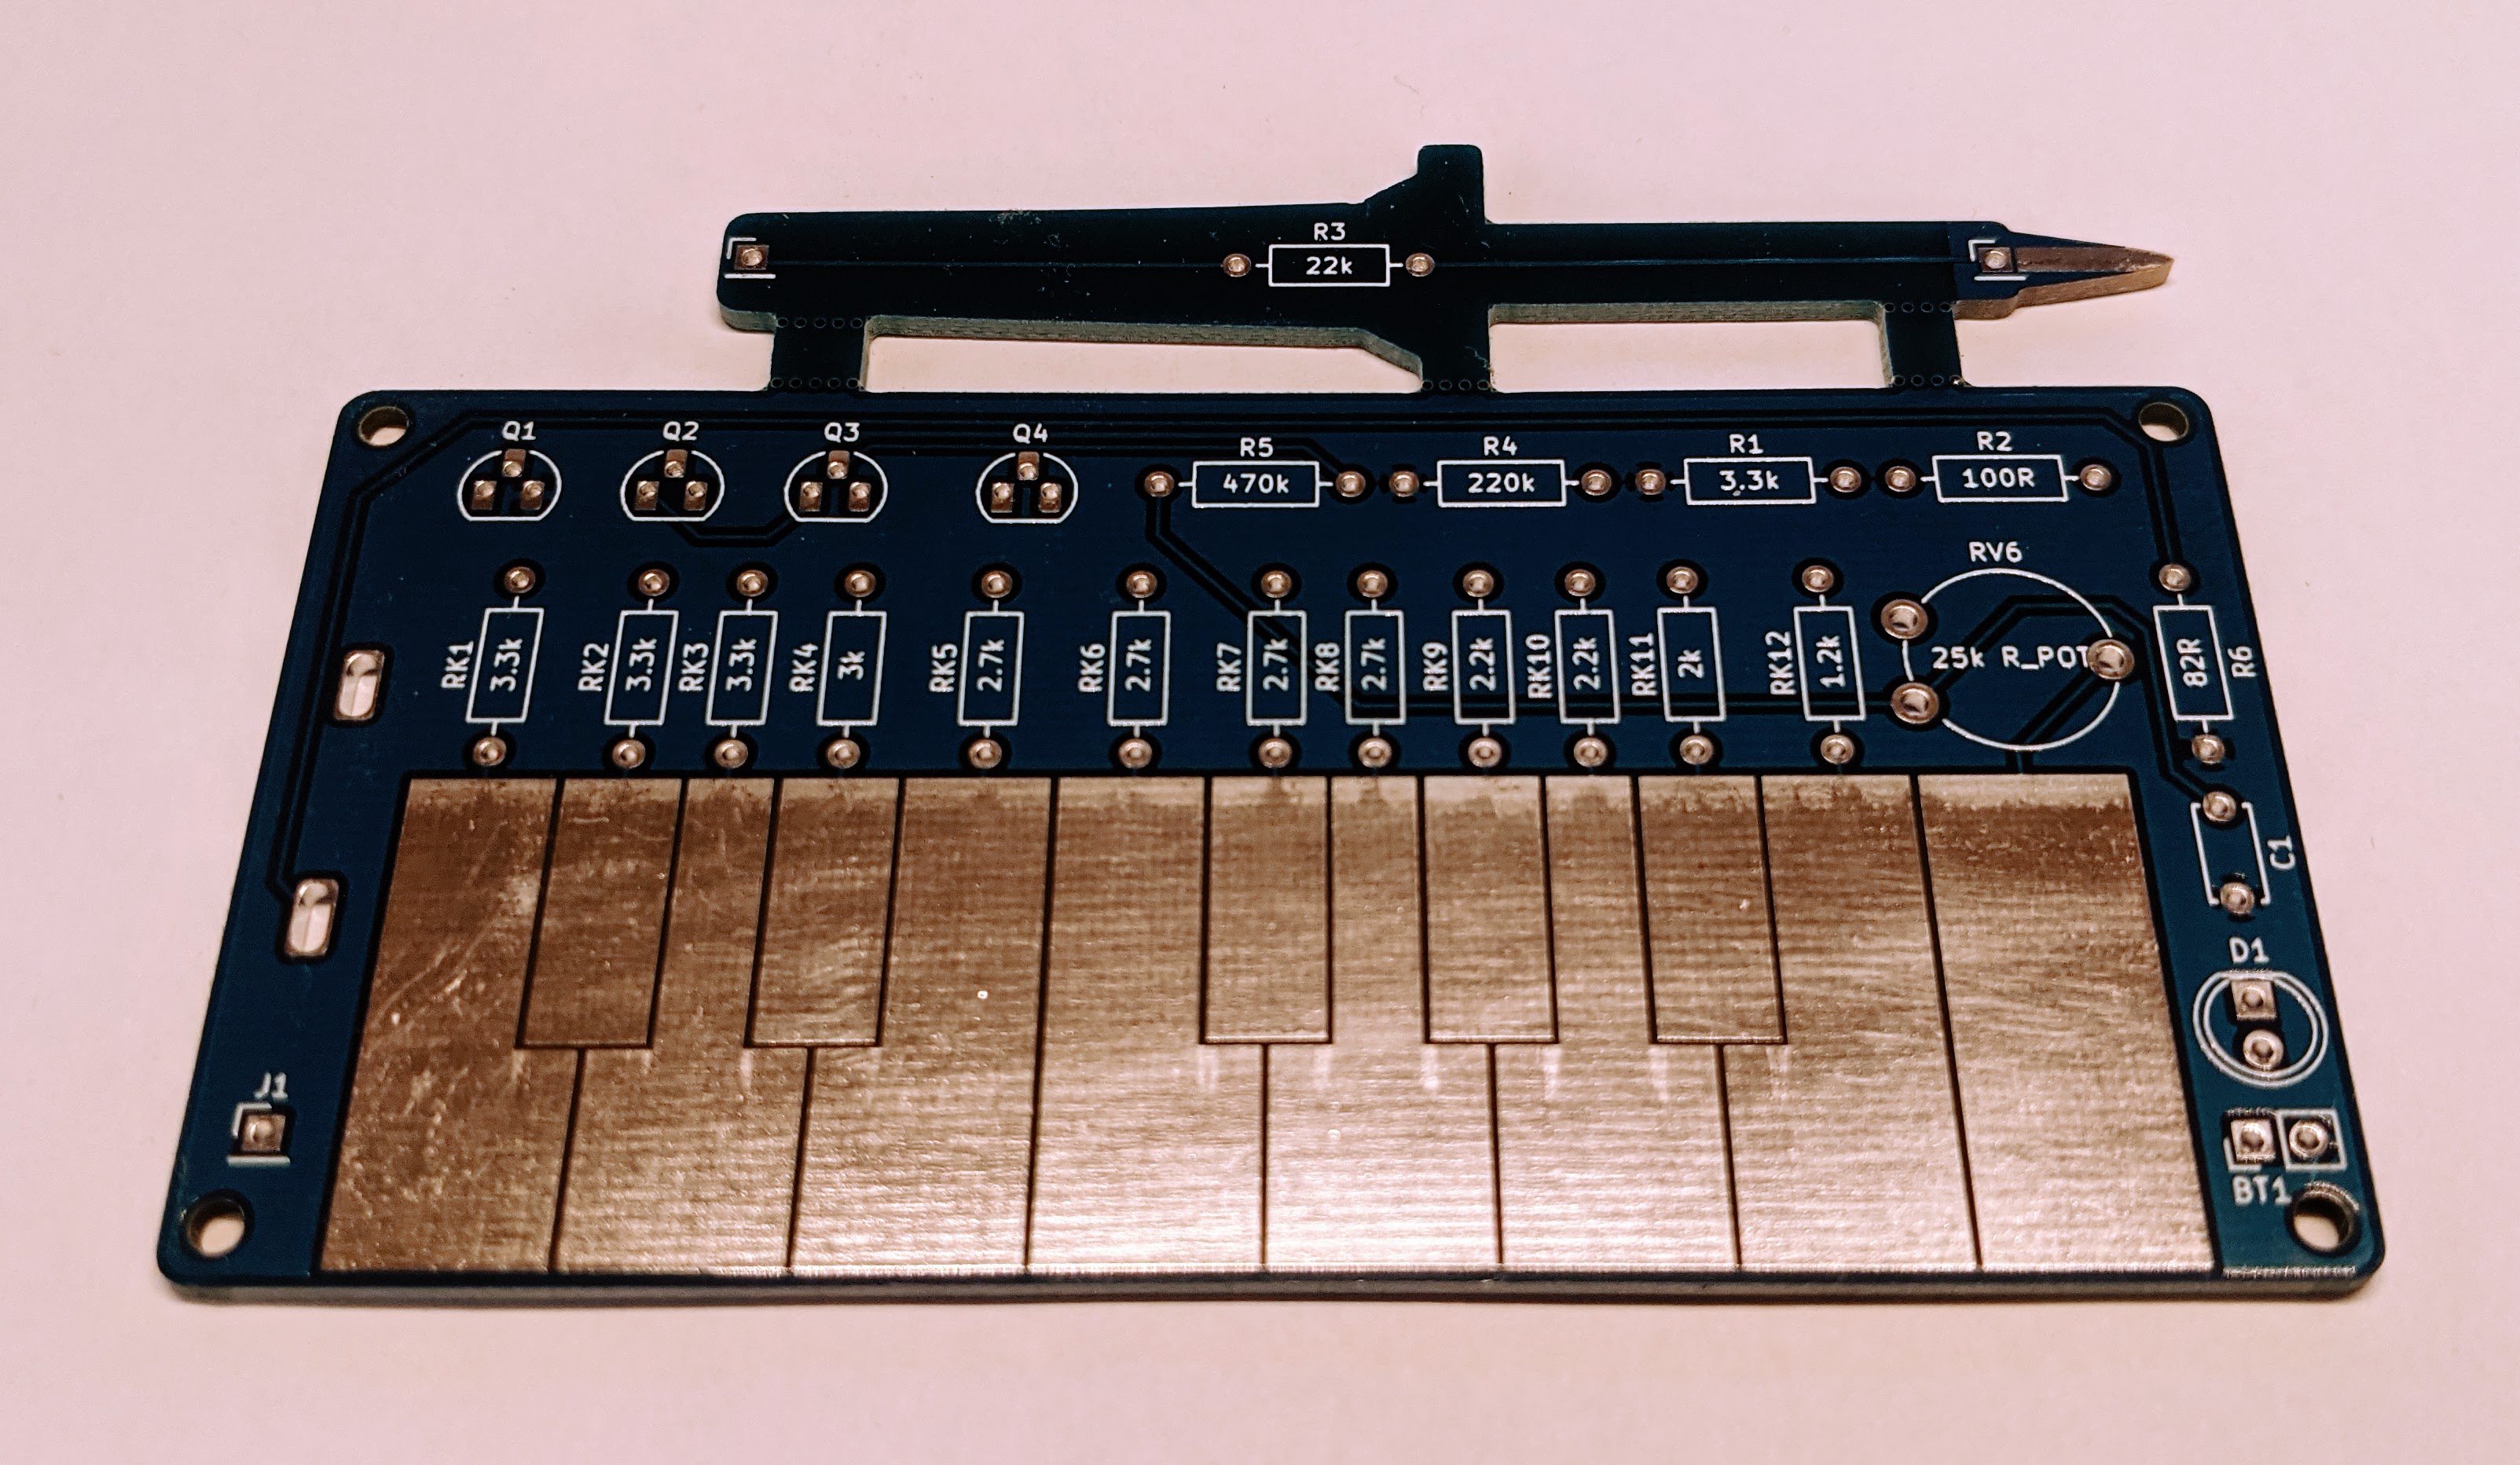 R3
22k
Q1 Q2 Q3 Q4 R5 R4 R1 R2
470k 220k 3.3k 100R
RV6
25k R_POT
RK1 3.3k
RK2 3.3k
RK3 3.3k
RK4 3k
RK5 2.7k
RK6 2.7k
RK7 2.7k
RK8 2.7k
RK9 2.2k
RK10 2.2k
RK11 2k
RK12 1.2k
82R R6
C1
D1
J1
BT1